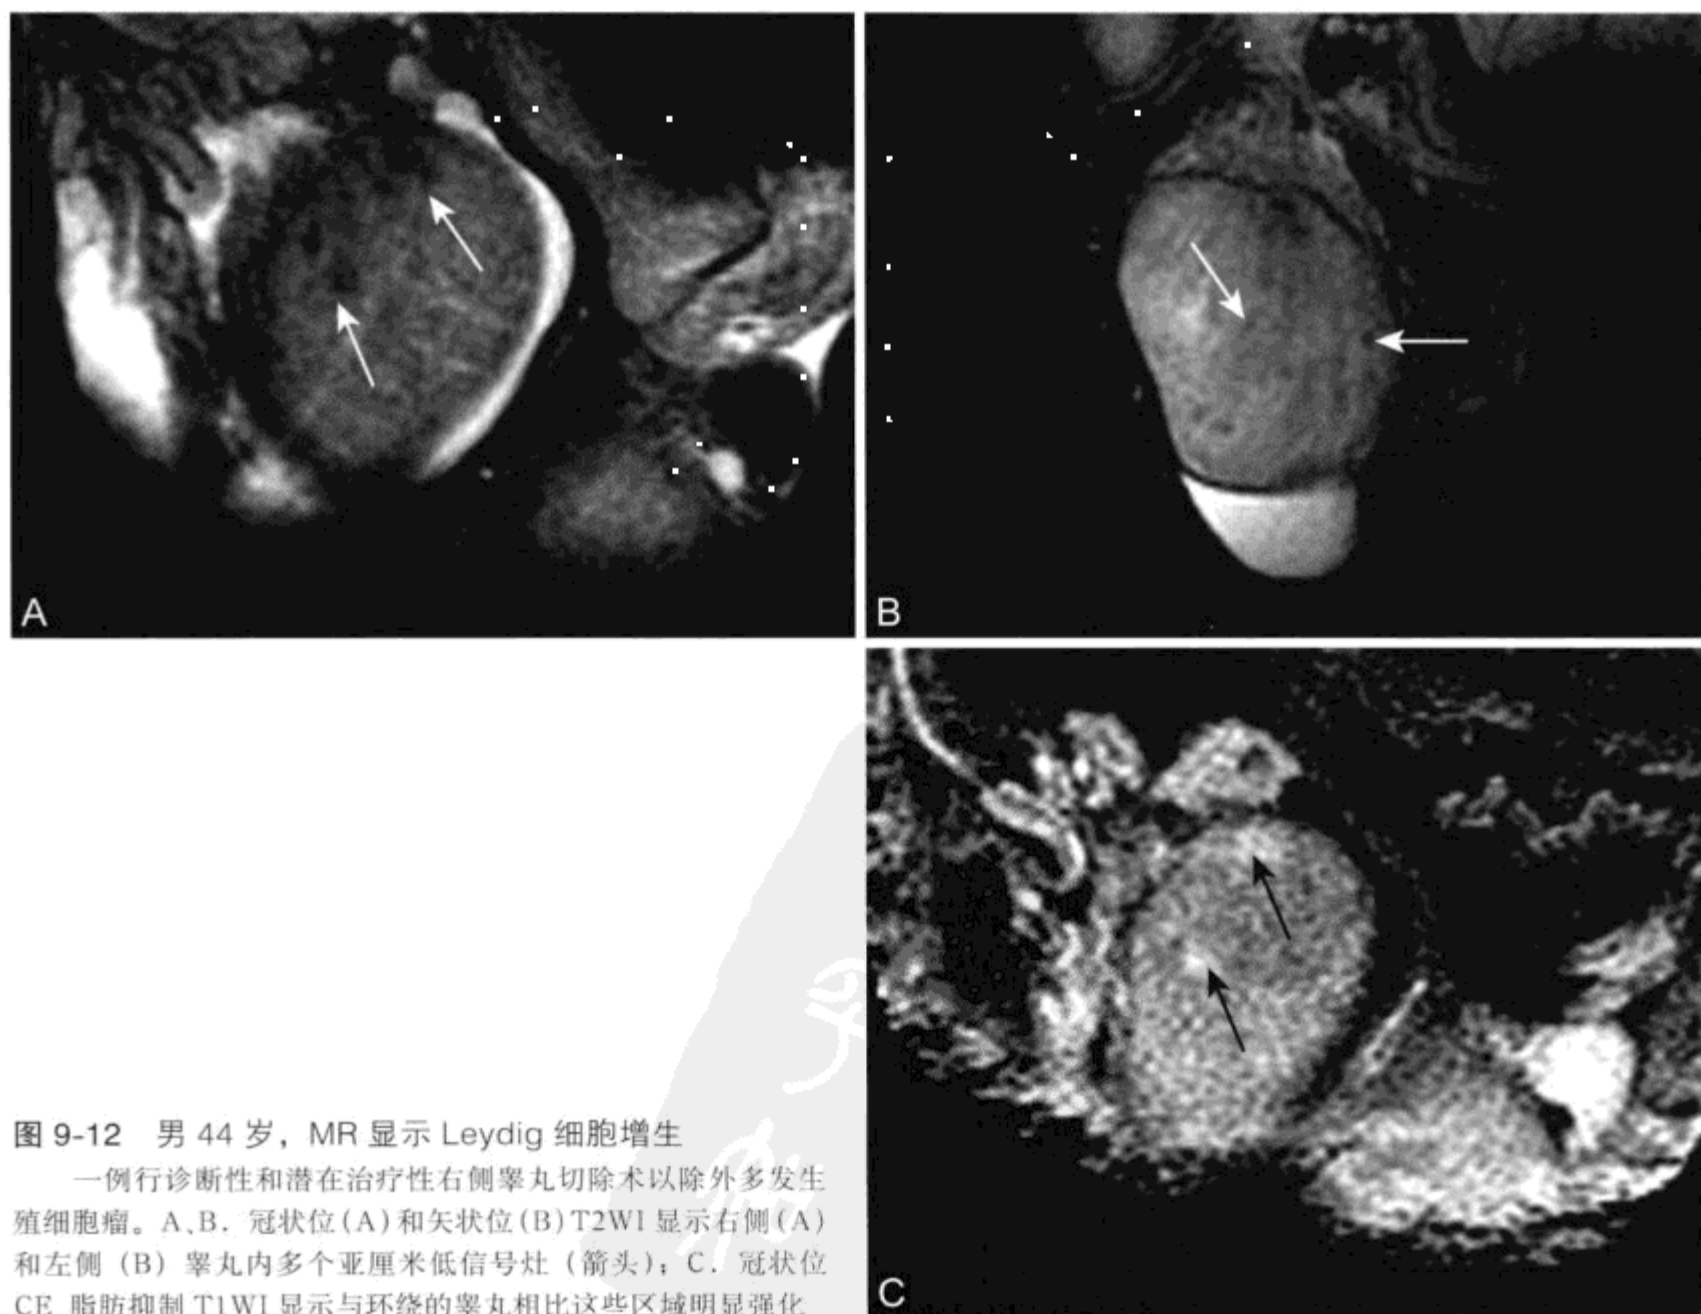 A
B
C
图 9-12 男 44 岁，MR 显示 Leydig 细胞增生
一例行诊断性和潜在治疗性右侧睾丸切除术以除外多发生
殖细胞瘤。A、B．冠状位(A)和矢状位(B)T2WI 显示右侧(A)
和左侧（B）睾丸内多个亚厘米低信号灶（箭头）；C．冠状位
CE 脂肪抑制 T1WI 显示与环绕的睾丸相比这些区域明显强化